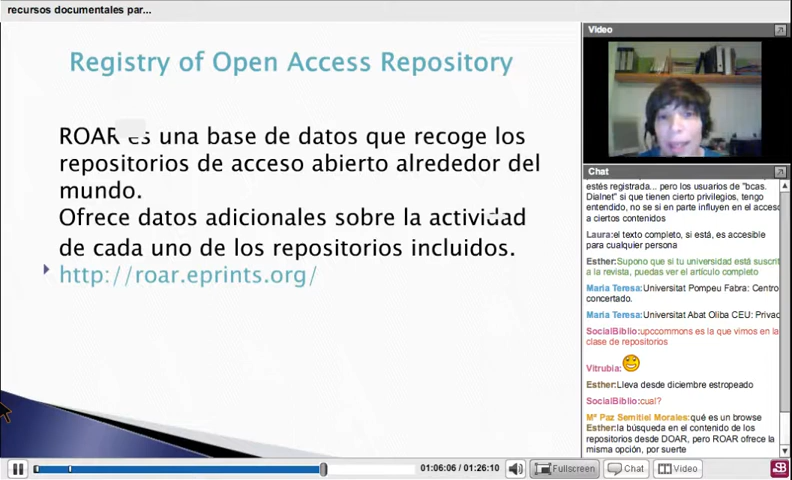 recursos documentales par...
Registry of Open Access Repository
ROAR es una base de datos que recoge los
repositorios de acceso abierto alrededor del
mundo.
Ofrece datos adicionales sobre la actividad
de cada uno de los repositorios incluidos.
http://roar.eprints.org/
Video
Chat
estés registrada... pero los usuarios de "bcas.
Dialnet" si que tienen cierto privilegios, tengo
entendido, no se si en parte influyen en el acceso
a ciertos contenidos
Laura:el texto completo, si está, es accesible
para cualquier persona
Esther:Supono que si tu universidad está suscrit
a la revista, puedas ver el artículo completo
Maria Teresa:Universitat Pompeu Fabra: Centro
concertado.
Maria Teresa:Universitat Abat Oliba CEU: Privac
SocialBiblio:upccommons es la que vimos en la
clase de repositorios
Vitrubia:
Esther:Lleva desde diciembre estropeado
SocialBiblio:cual?
Mª Paz Semitiel Morales:qué es un browse
Esther:la búsqueda en el contenido de los
repositorios desde DOAR, pero ROAR ofrece la
misma opción, por suerte
01:06:06 / 01:26:10
Fullscreen
Chat
Video
SB